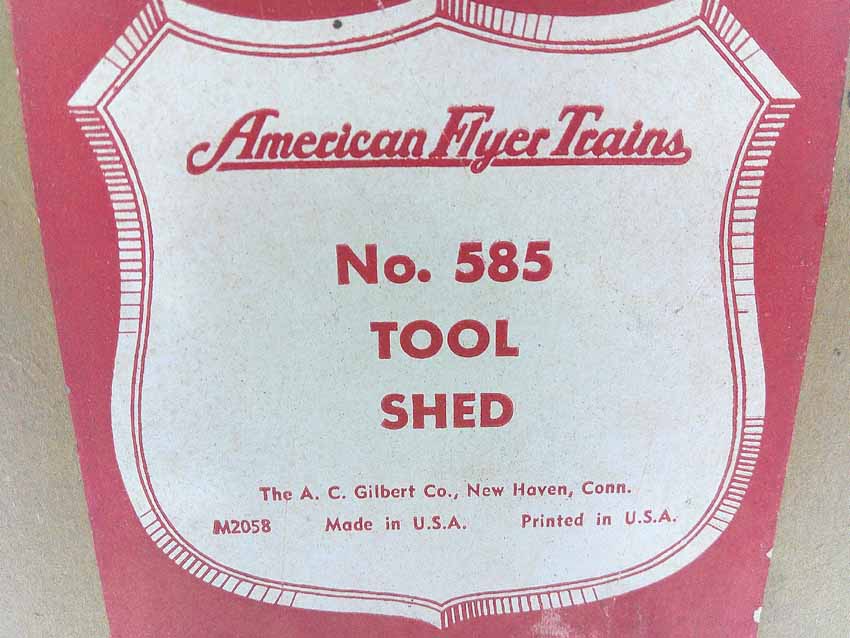 American Flyer Trains
No. 585
TOOL
SHED
The A. C. Gilbert Co., New Haven, Conn.
M2058 Made in U.S.A. Printed in U.S.A.